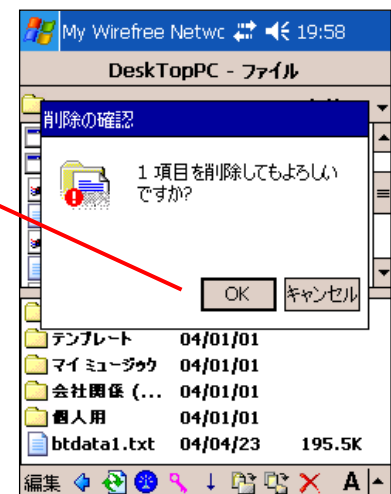 My Wirefree Netwc 19:58
DeskTopPC - ファイル
削除の確認
1 項目を削除してもよろしい
ですか?
OK キャンセル
テンプレート 04/01/01
マイ ミュージック 04/01/01
会社関係 (... 04/01/01
個人用 04/01/01
btdata1.txt 04/04/23 195.5K
編集 A